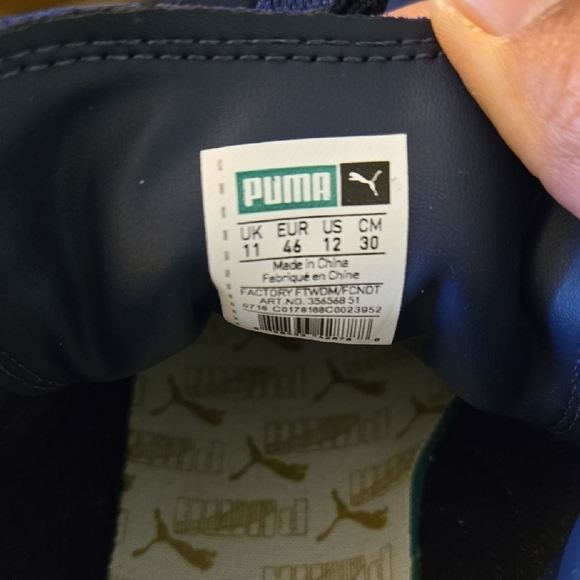 PUMA
UK EUR US CM
11 46 12 30
Made in China
Fabriqué en Chine
FACTORY FTWDM/FCNDT
ART.NO. 356568 51
0716 C0178168C0023952